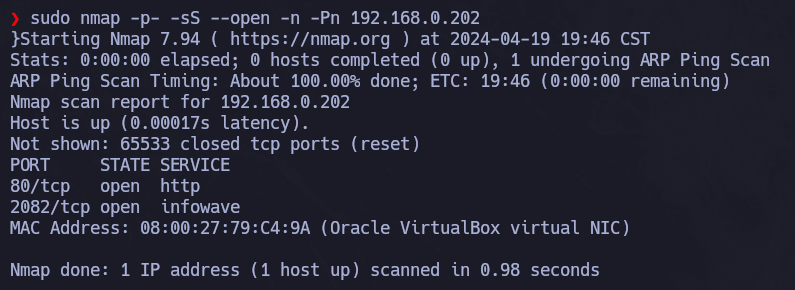 ❯ sudo nmap -p- -sS --open -n -Pn 192.168.0.202
}Starting Nmap 7.94 ( https://nmap.org ) at 2024-04-19 19:46 CST
Stats: 0:00:00 elapsed; 0 hosts completed (0 up), 1 undergoing ARP Ping Scan
ARP Ping Scan Timing: About 100.00% done; ETC: 19:46 (0:00:00 remaining)
Nmap scan report for 192.168.0.202
Host is up (0.00017s latency).
Not shown: 65533 closed tcp ports (reset)
PORT     STATE SERVICE
80/tcp   open  http
2082/tcp open  infowave
MAC Address: 08:00:27:79:C4:9A (Oracle VirtualBox virtual NIC)
Nmap done: 1 IP address (1 host up) scanned in 0.98 seconds